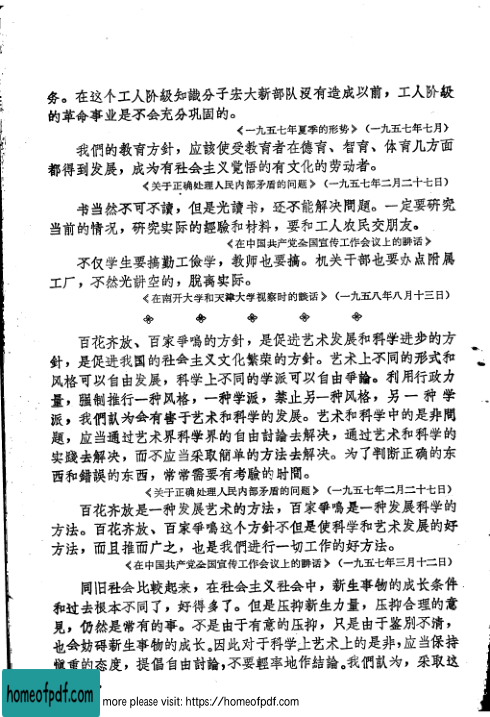 务。在这个工人阶級知識分子宏大新部队沒有造成以前，工人阶級
的革命事业是不会充分巩固的。
《一九五七年夏季的形势》（一九五七年七月）
我們的教育方針，应該使受教育者在德育、智育、体育几方面
都得到发展，成为有社会主义觉悟的有文化的劳动者。
《关于正确处理人民内部矛盾的问题》（一九五七年二月二十七日）
书当然不可不讀，但是光讀书，还不能解决問題。一定要研究
当前的情况，研究实际的經驗和材料，要和工人农民交朋友。
《在中国共产党全国宣传工作会议上的講话》
不仅学生要搞勤工儉学，教师也要搞。机关干部也要办点附属
工厂，不然光講空的，脫离实际。
《在南开大学和天津大学视察时的談话》（一九五八年八月十三日）
百花齐放、百家爭鳴的方針，是促进艺术发展和科学进步的方
針，是促进我国的社会主义文化繁荣的方針。艺术上不同的形式和
风格可以自由发展，科学上不同的学派可以自由爭論。利用行政力
量，强制推行一种风格，一种学派，禁止另一种风格，另一种学
派，我們訊为会有害于艺术和科学的发展。艺术和科学中的是非問
題，应当通过艺术界科学界的自由討論去解决，通过艺术和科学的
实踐去解决，而不应当采取簡单的方法去解决。为了判断正确的东
西和錯誤的东西，常常需要有考驗的时間。
《关于正确处理人民内部矛盾的问题》（一九五七年二月二十七日）
百花齐放是一种发展艺术的方法，百家爭鳴是一种发展科学的
方法。百花齐放、百家爭鳴这个方針不但是使科学和艺术发展的好
方法，而且推而广之，也是我們进行一切工作的好方法。
《在中国共产党全国宣传工作会议上的講话》（一九五七年三月十二日）
同旧社会比較起来，在社会主义社会中，新生事物的成长条件
和过去根本不同了，好得多了。但是压抑新生力量，压抑合理的意
見，仍然是常有的事。不是由于有意的压抑，只是由于鉴别不清，
也会妨碍新生事物的成长。因此对于科学上艺术上的是非，应当保持
慎重的态度，提倡自由討論，不要輕率地作結論。我們訊为，采取这
homeofpdf.com
more please visit: https://homeofpdf.com